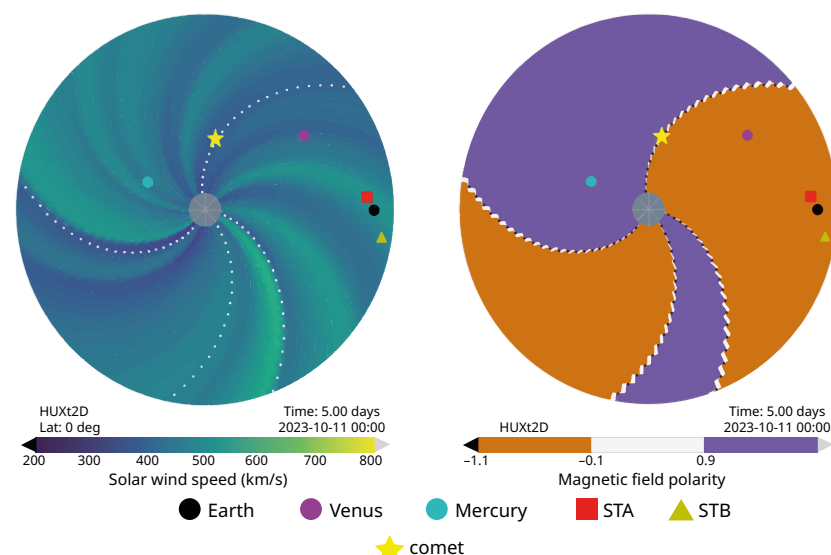 HUXt2D
Lat: 0 deg
Time: 5.00 days
2023-10-11 00:00
200 300 400 500 600 700 800
Solar wind speed (km/s)
HUXt2D
Time: 5.00 days
2023-10-11 00:00
−1.1 −0.1 0.9
Magnetic field polarity
Earth Venus Mercury STA STB
comet